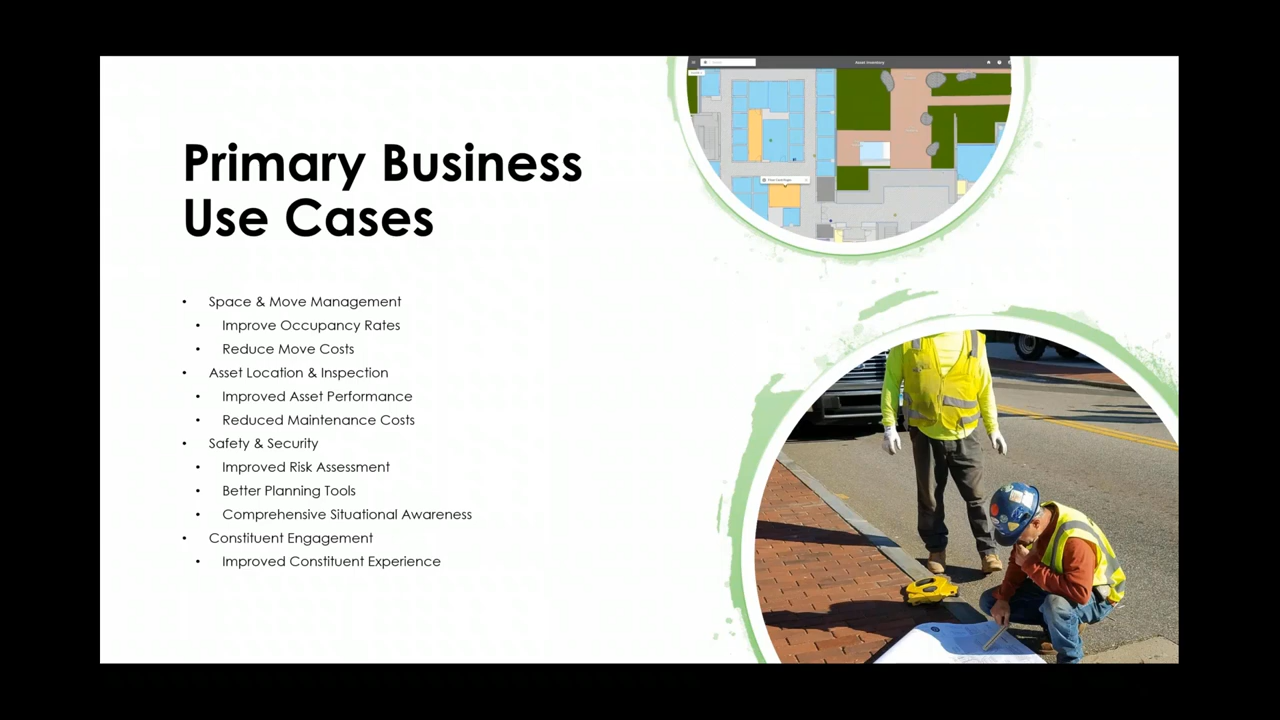 Asset Inventory
Primary Business
Use Cases
• Space & Move Management
• Improve Occupancy Rates
• Reduce Move Costs
• Asset Location & Inspection
• Improved Asset Performance
• Reduced Maintenance Costs
• Safety & Security
• Improved Risk Assessment
• Better Planning Tools
• Comprehensive Situational Awareness
• Constituent Engagement
• Improved Constituent Experience